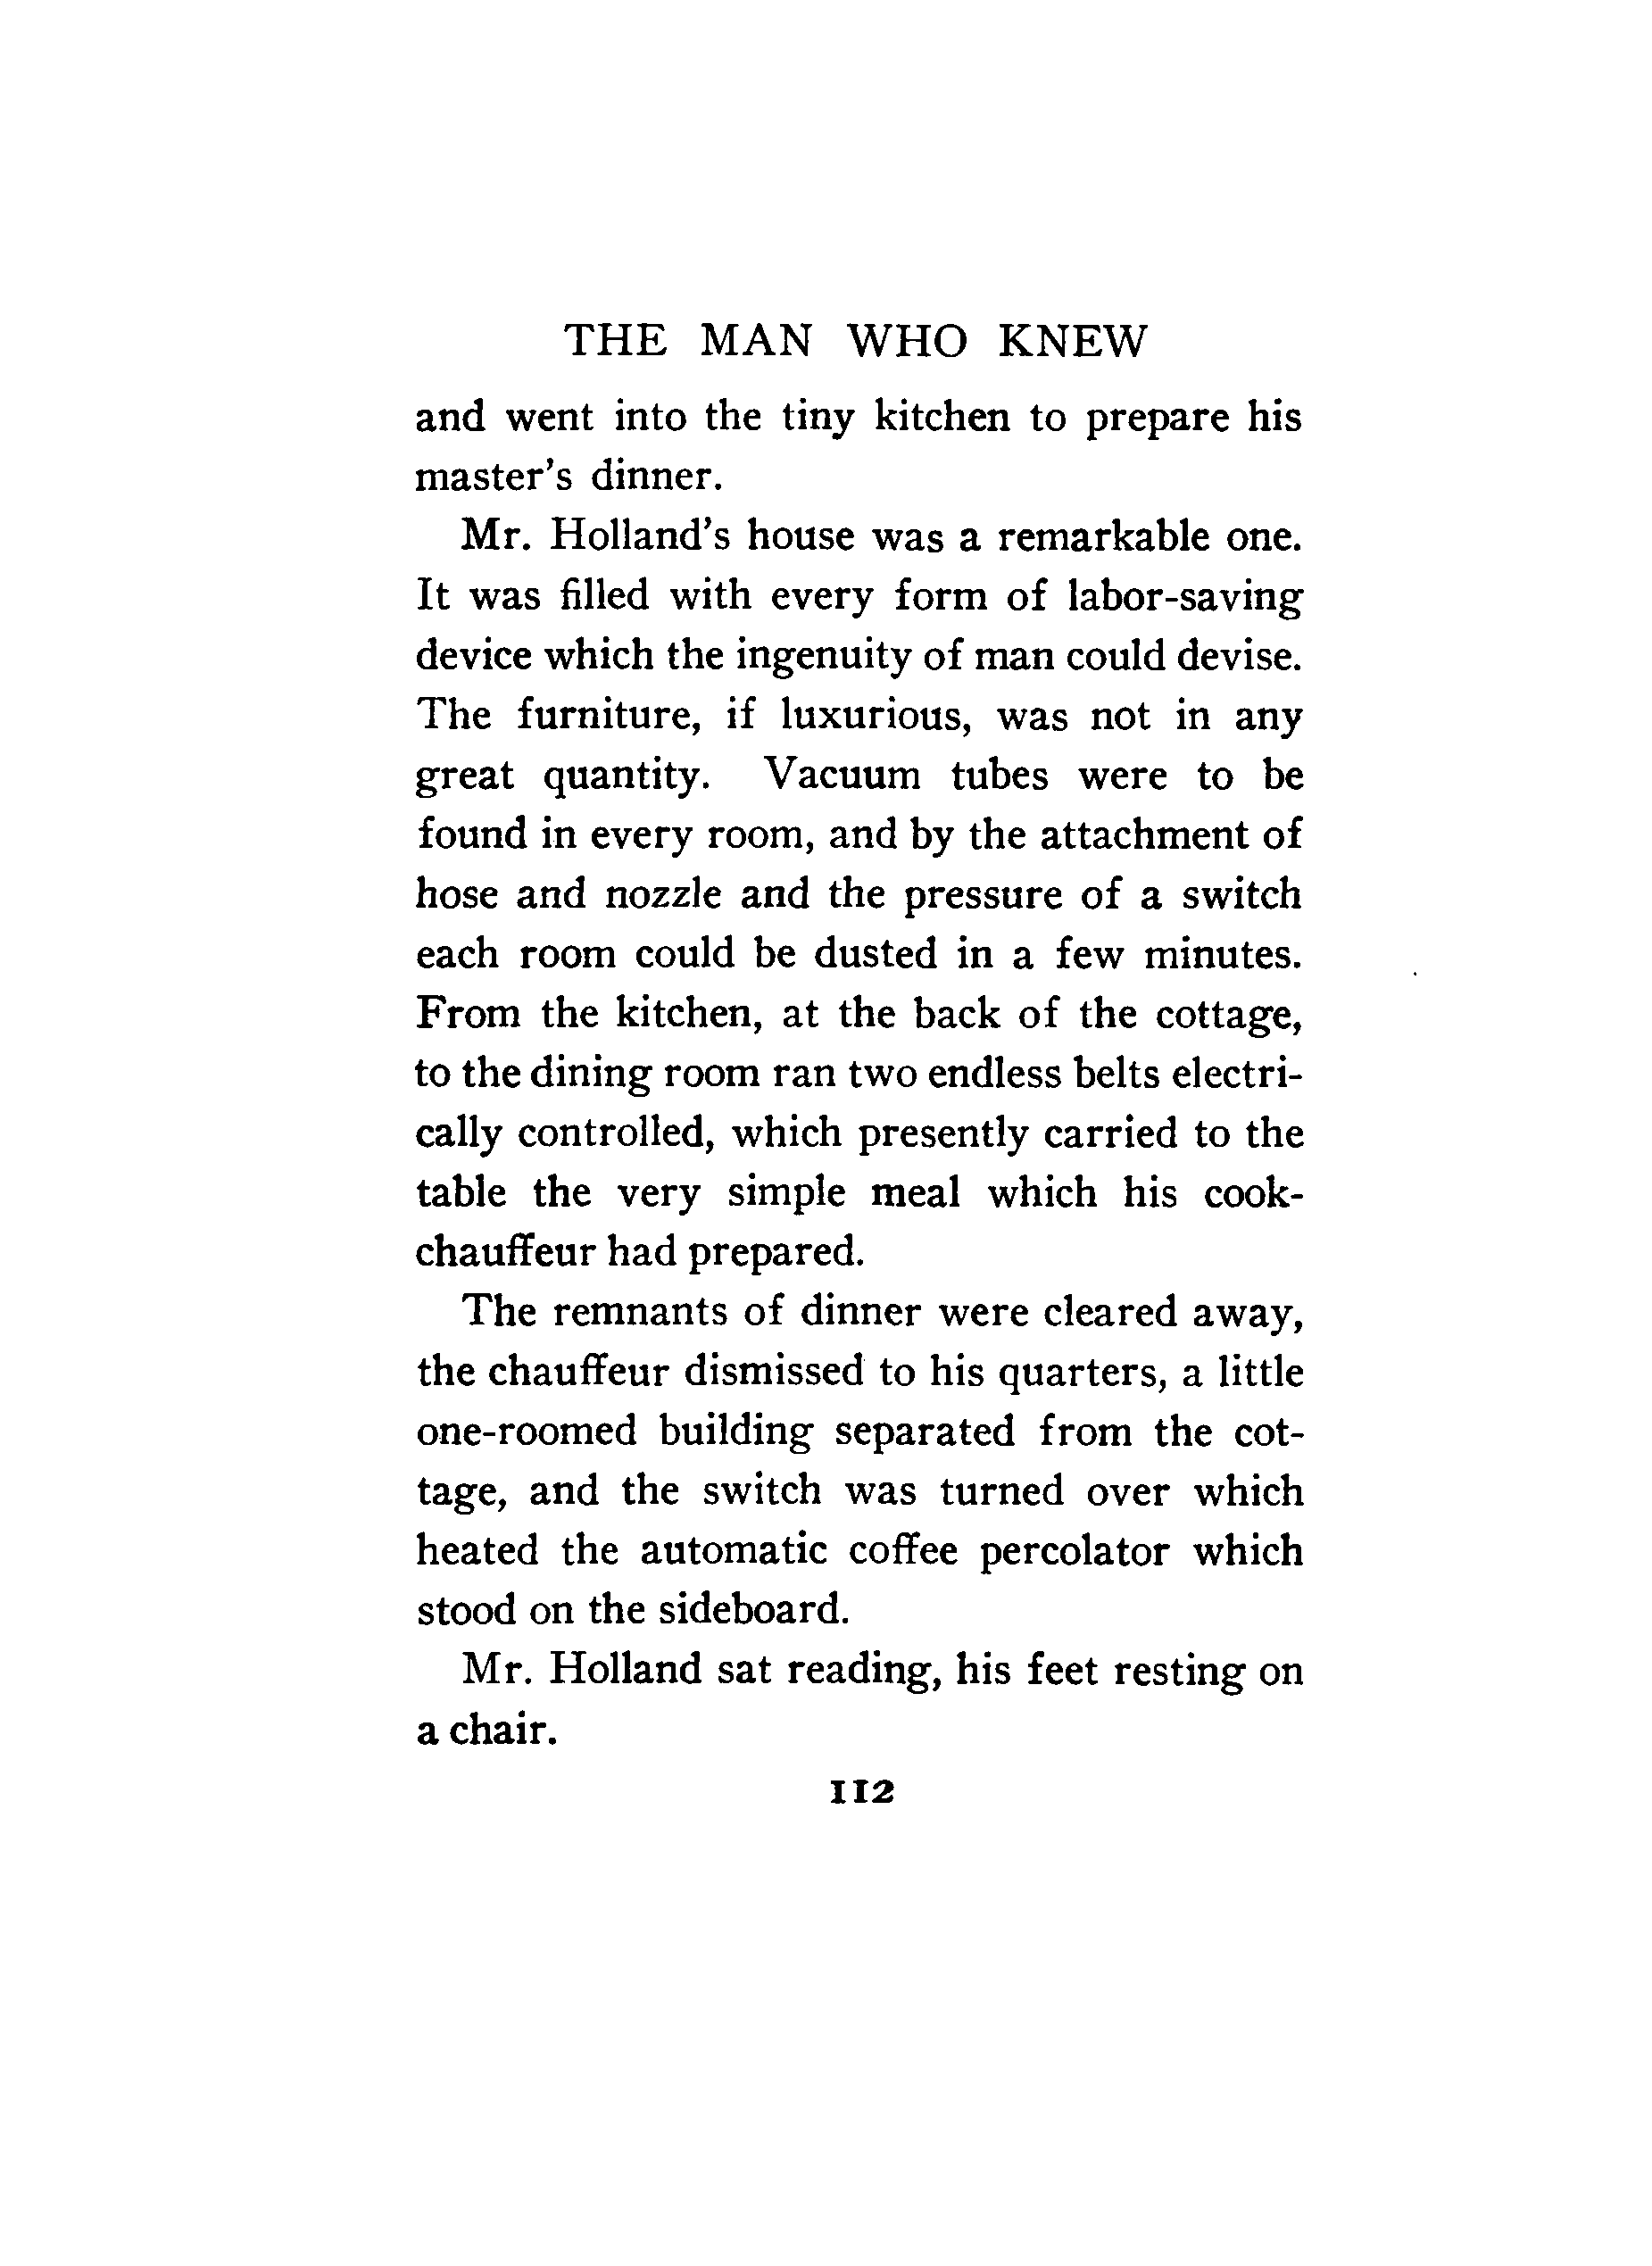 THE MAN WHO KNEW
and went into the tiny kitchen to prepare his
master's dinner.
Mr. Holland's house was a remarkable one.
It was filled with every form of labor-saving
device which the ingenuity of man could devise.
The furniture, if luxurious, was not in any
great quantity. Vacuum tubes were to be
found in every room, and by the attachment of
hose and nozzle and the pressure of a switch
each room could be dusted in a few minutes.
From the kitchen, at the back of the cottage,
to the dining room ran two endless belts electri-
cally controlled, which presently carried to the
table the very simple meal which his cook-
chauffeur had prepared.
The remnants of dinner were cleared away,
the chauffeur dismissed to his quarters, a little
one-roomed building separated from the cot-
tage, and the switch was turned over which
heated the automatic coffee percolator which
stood on the sideboard.
Mr. Holland sat reading, his feet resting on
a chair.
112